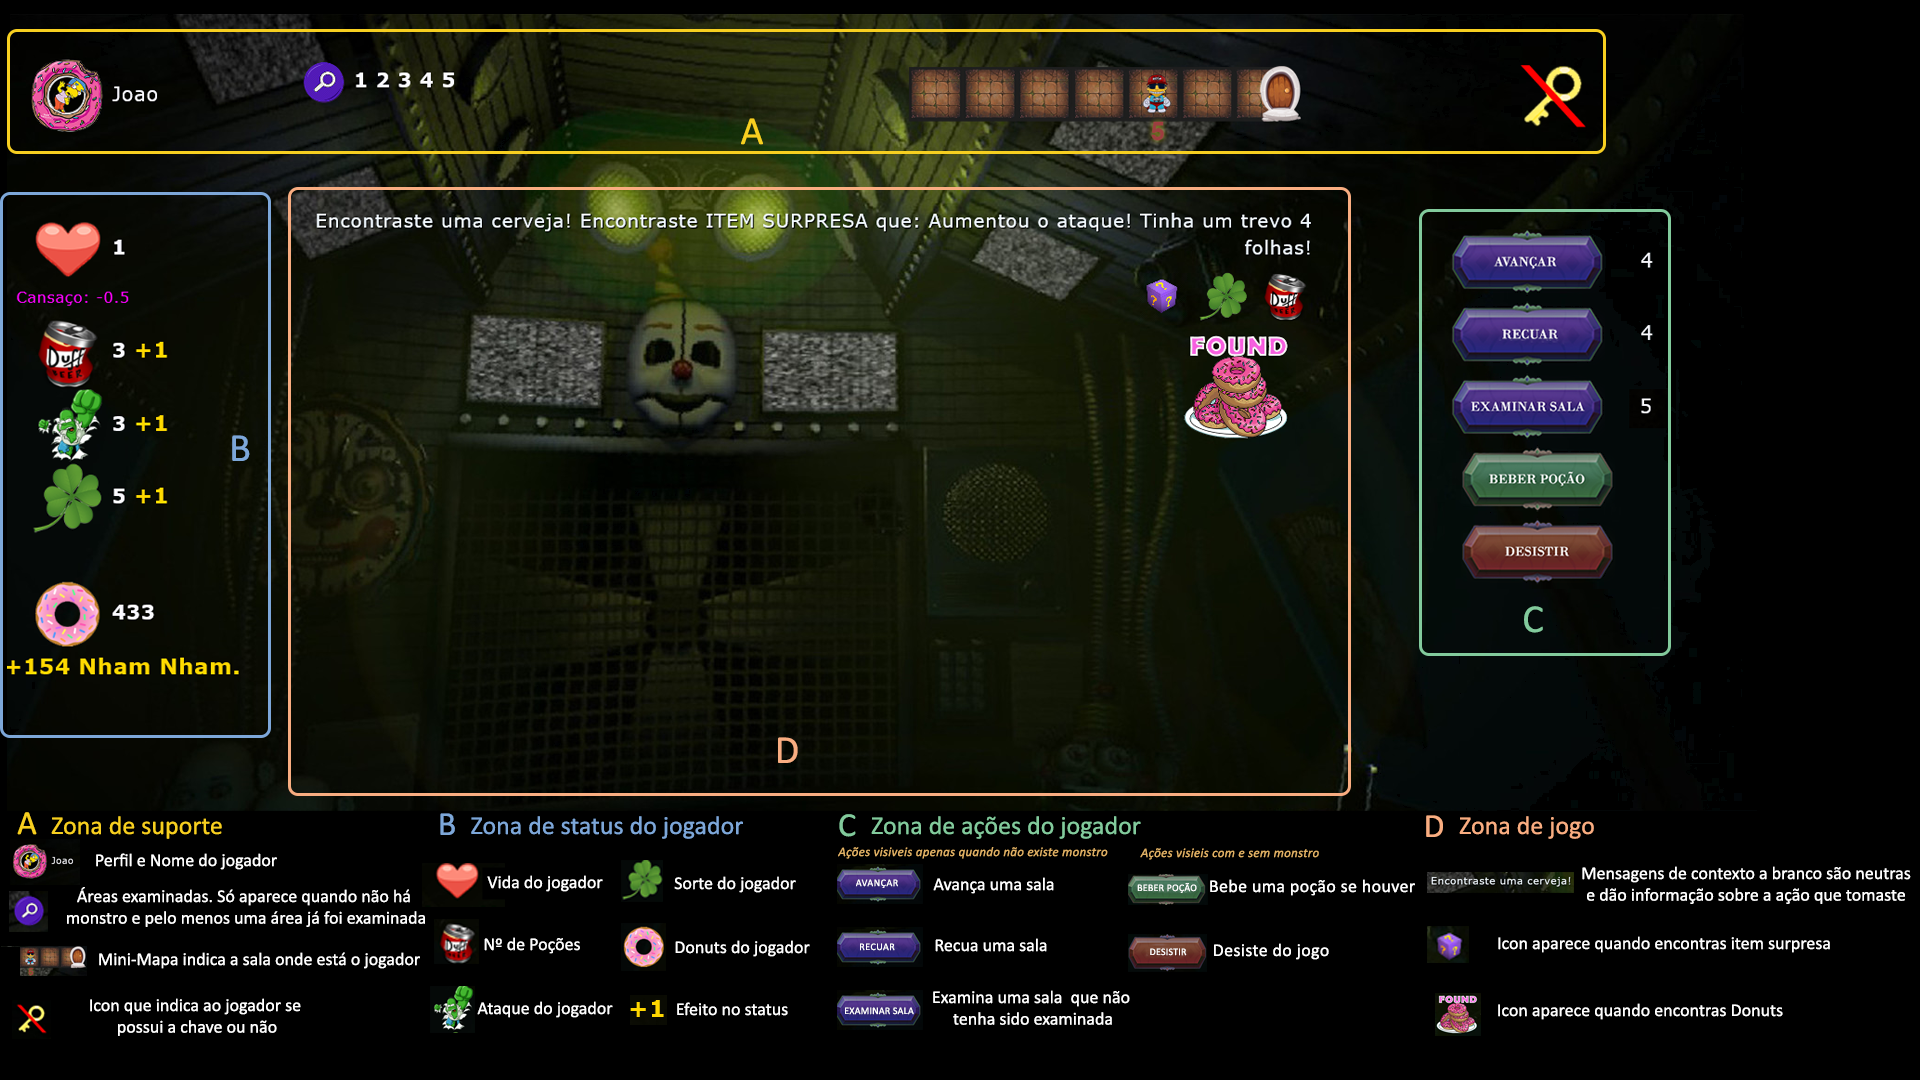 Joao
1 2 3 4 5
A
6
1
Cansaço: -0.5
3 +1
3 +1
B
5 +1
433
+154 Nham Nham.
Encontraste uma cerveja! Encontraste ITEM SURPRESA que: Aumentou o ataque! Tinha um trevo 4
folhas!
Duff
BEER
FOUND
D
AVANÇAR 4
RECUAR 4
EXAMINAR SALA 5
BEBER POÇÃO
DESISTIR
C
A Zona de suporte
Joao Perfil e Nome do jogador
Áreas examinadas. Só aparece quando não há
monstro e pelo menos uma área já foi examinada
Mini-Mapa indica a sala onde está o jogador
Icon que indica ao jogador se
possui a chave ou não
B Zona de status do jogador
Vida do jogador
Sorte do jogador
Nº de Poções
Donuts do jogador
Ataque do jogador
+1 Efeito no status
C Zona de ações do jogador
Ações visiveis apenas quando não existe monstro
Ações visieis com e sem monstro
AVANÇAR Avança uma sala
BEBER POÇÃO Bebe uma poção se houver
RECUAR Recua uma sala
DESISTIR Desiste do jogo
EXAMINAR SALA Examina uma sala que não
tenha sido examinada
D Zona de jogo
Encontraste uma cerveja! Mensagens de contexto a branco são neutras
e dão informação sobre a ação que tomaste
Icon aparece quando encontras item surpresa
FOUND Icon aparece quando encontras Donuts